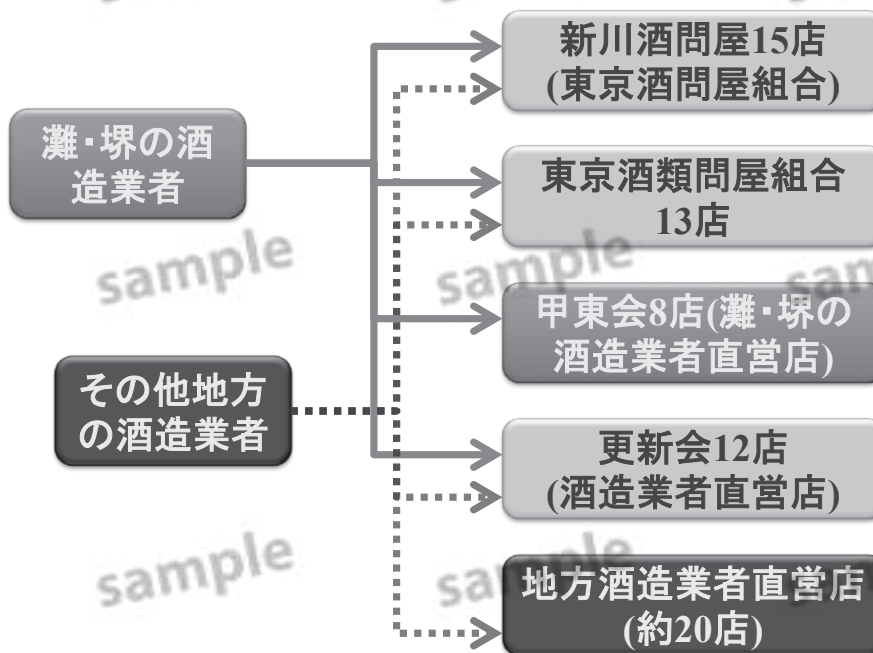 新川酒問屋15店
(東京酒問屋組合)
灘・堺の酒
造業者
東京酒類問屋組合
13店
sample
sample
sam
甲東会8店(灘・堺の
酒造業者直営店)
その他地方
の酒造業者
更新会12店
(酒造業者直営店)
sample
sample
地方酒造業者直営店
(約20店)